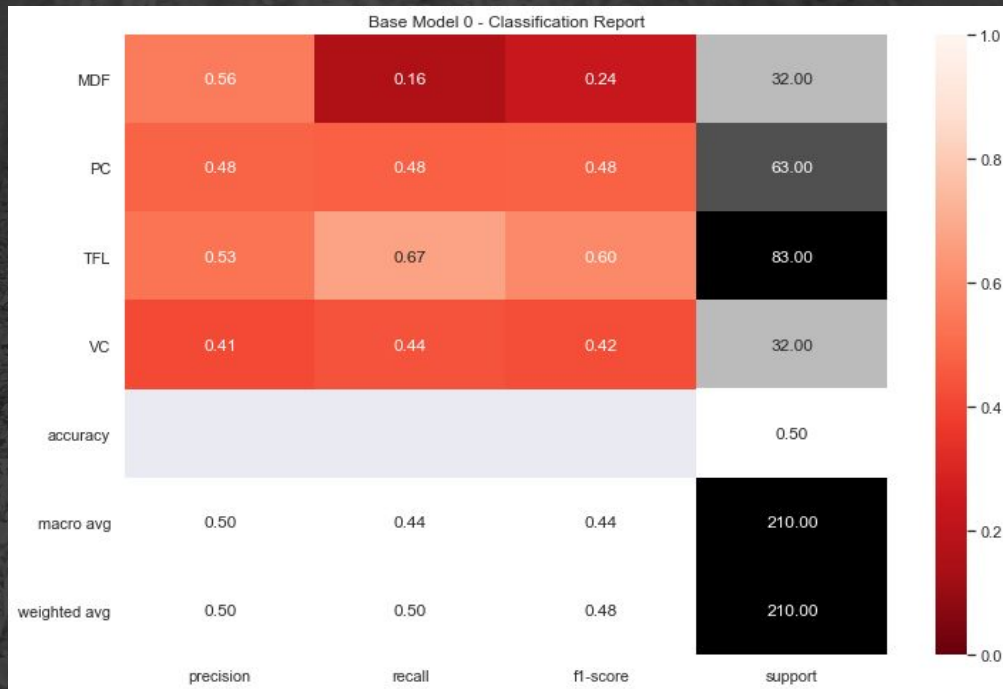 Base Model 0 - Classification Report
1.0
MDF 0.56 0.16 0.24 32.00
0.8
PC 0.48 0.48 0.48 63.00
TFL 0.53 0.67 0.60 83.00
0.6
VC 0.41 0.44 0.42 32.00
0.4
accuracy 0.50
macro avg 0.50 0.44 0.44 210.00
0.2
weighted avg 0.50 0.50 0.48 210.00
0.0
precision recall f1-score support